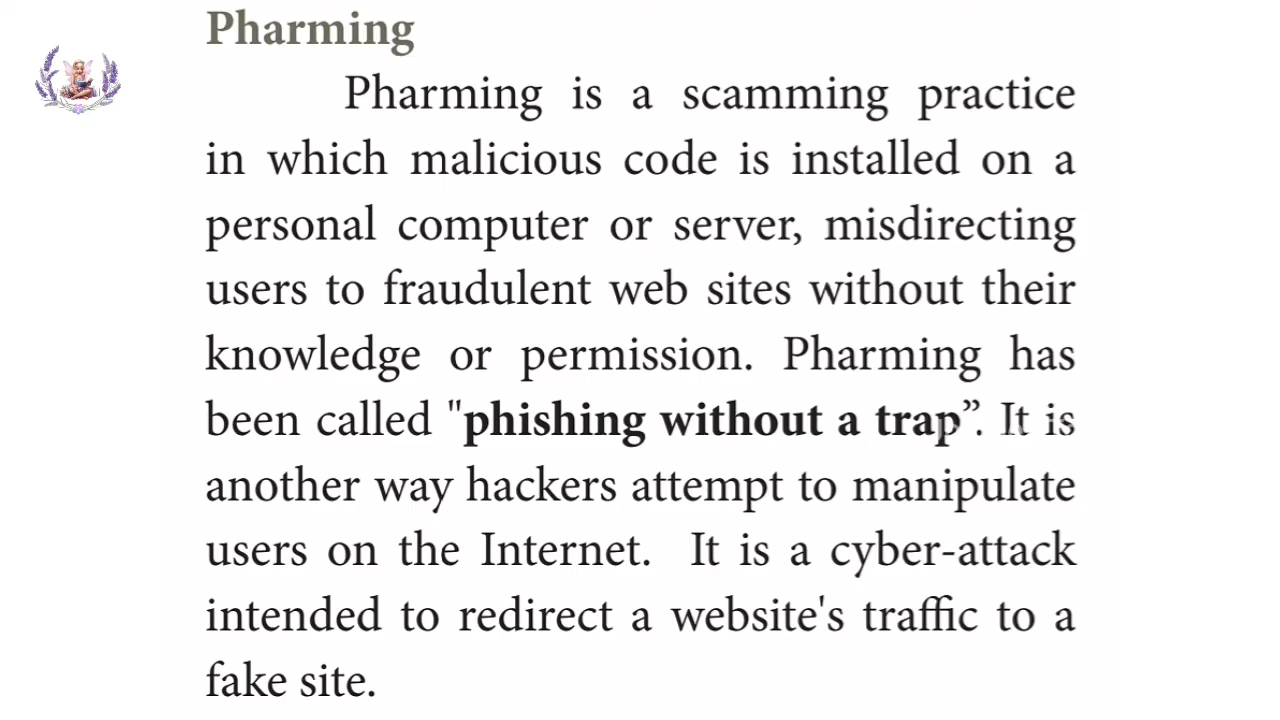 Pharming
Pharming is a scamming practice
in which malicious code is installed on a
personal computer or server, misdirecting
users to fraudulent web sites without their
knowledge or permission. Pharming has
been called "phishing without a trap”. It is
another way hackers attempt to manipulate
users on the Internet. It is a cyber-attack
intended to redirect a website's traffic to a
fake site.